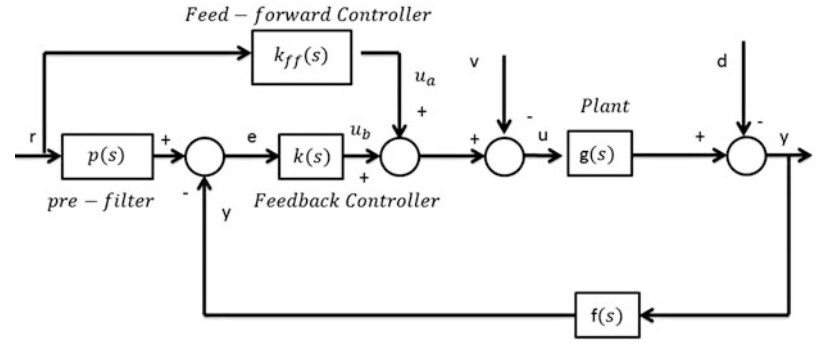 Feed − forward Controller
k_ff(s)
u_a
v
d
+
-
Plant
-
r
p(s)
+
e
k(s)
u_b
+
+
u
g(s)
+
y
pre − filter
-
y
Feedback Controller
f(s)